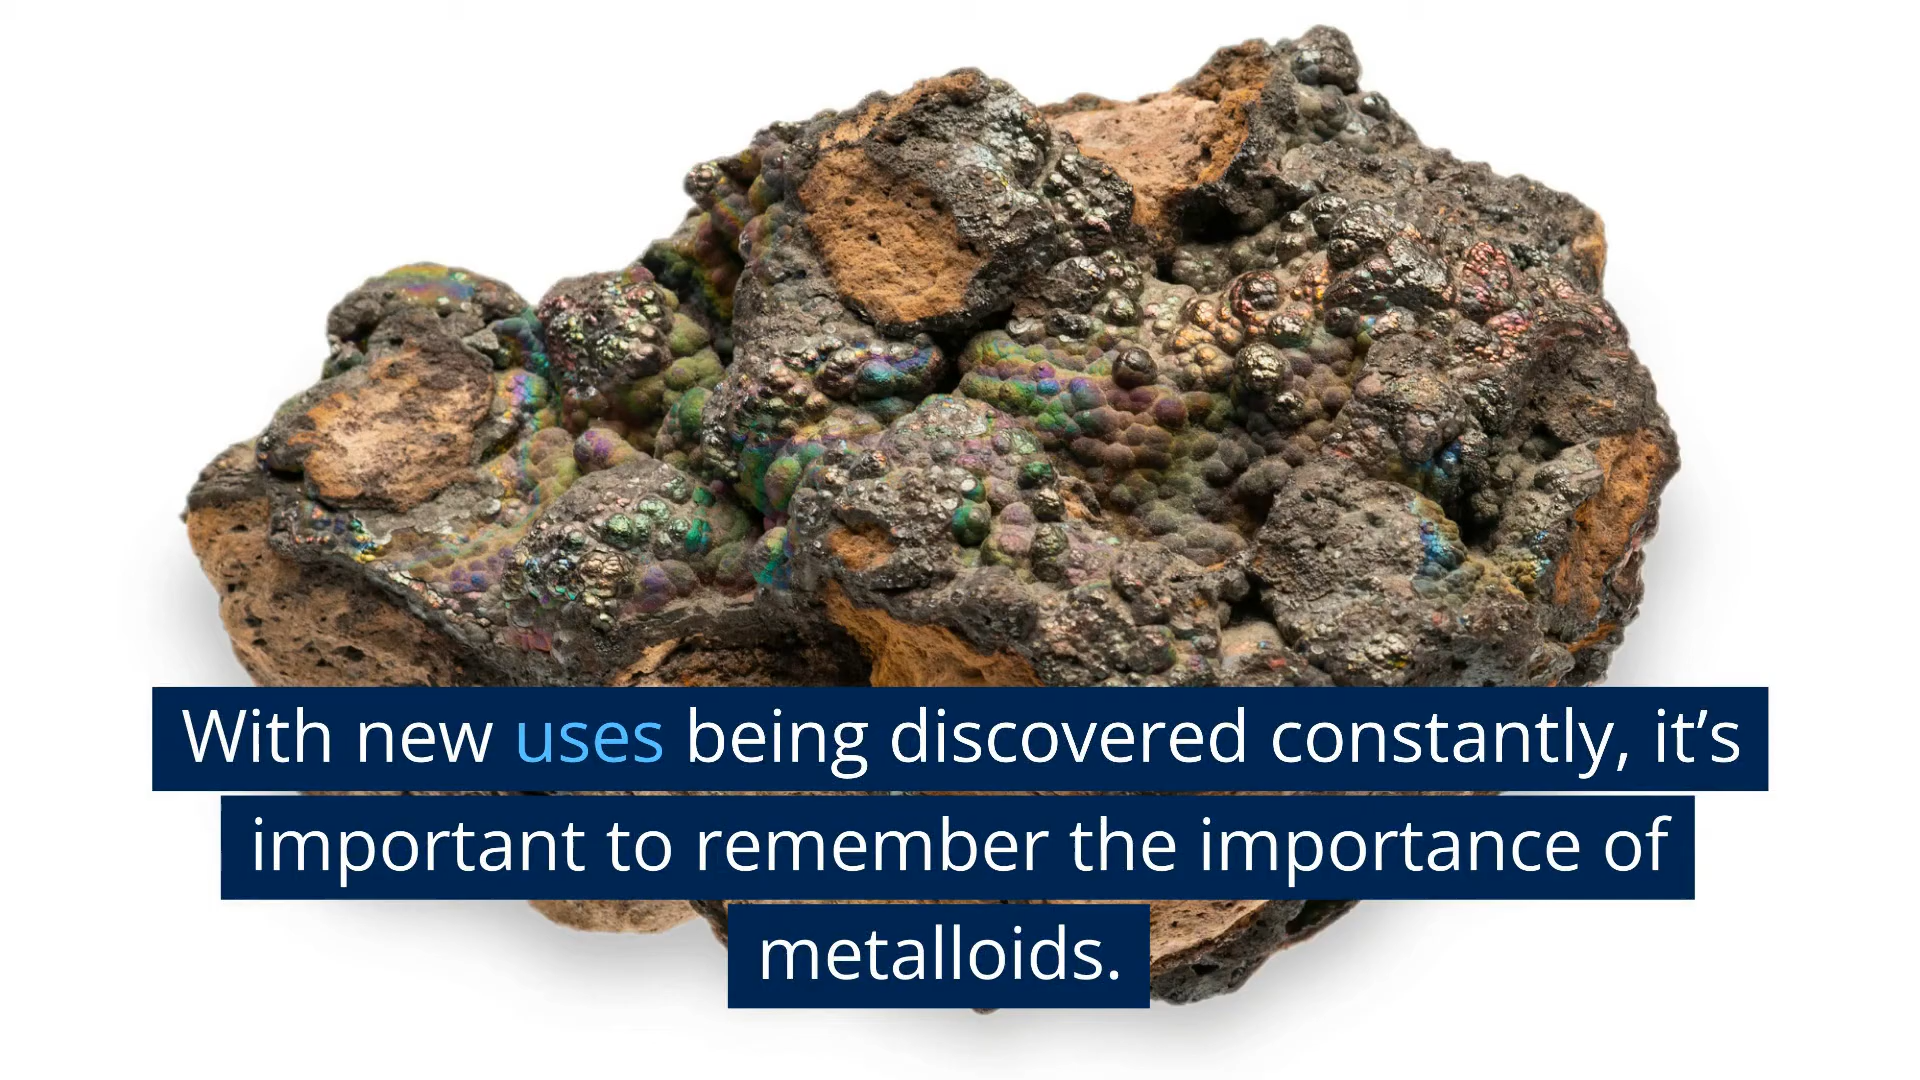 With new uses being discovered constantly, it’s
important to remember the importance of
metalloids.